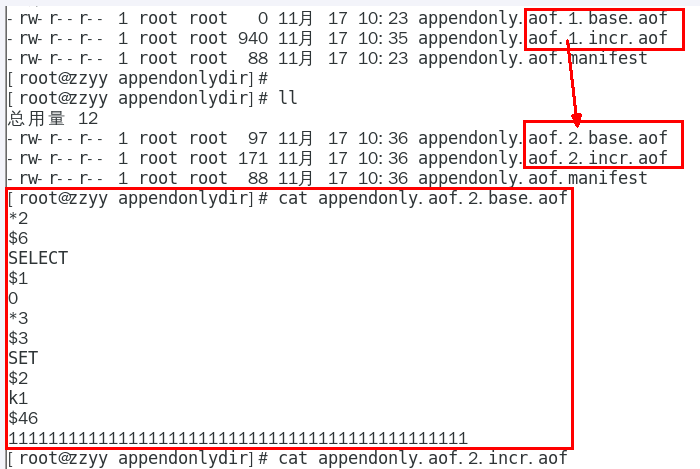 -rw-r--r-- 1 root root   0 11月  17 10:23 appendonly.aof.1.base.aof
-rw-r--r-- 1 root root 940 11月  17 10:35 appendonly.aof.1.incr.aof
-rw-r--r-- 1 root root  88 11月  17 10:23 appendonly.aof.manifest
[root@zzyy appendonlydir]#
[root@zzyy appendonlydir]# ll
总用量 12
-rw-r--r-- 1 root root  97 11月  17 10:36 appendonly.aof.2.base.aof
-rw-r--r-- 1 root root 171 11月  17 10:36 appendonly.aof.2.incr.aof
-rw-r--r-- 1 root root  88 11月  17 10:36 appendonly.aof.manifest
[root@zzyy appendonlydir]# cat appendonly.aof.2.base.aof
*2
$6
SELECT
$1
0
*3
$3
SET
$2
k1
$46
1111111111111111111111111111111111111111111111
[root@zzyy appendonlydir]# cat appendonly.aof.2.incr.aof